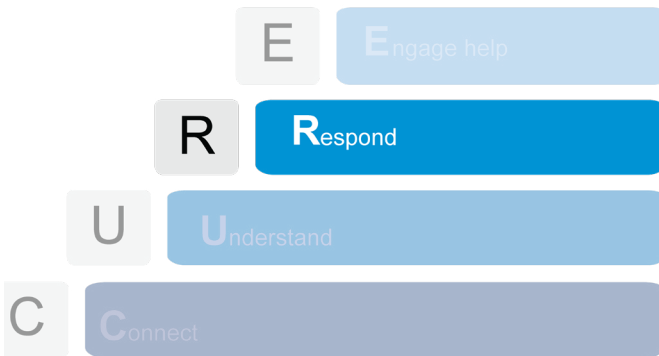 E Engage help
R Respond
U Understand
C Connect